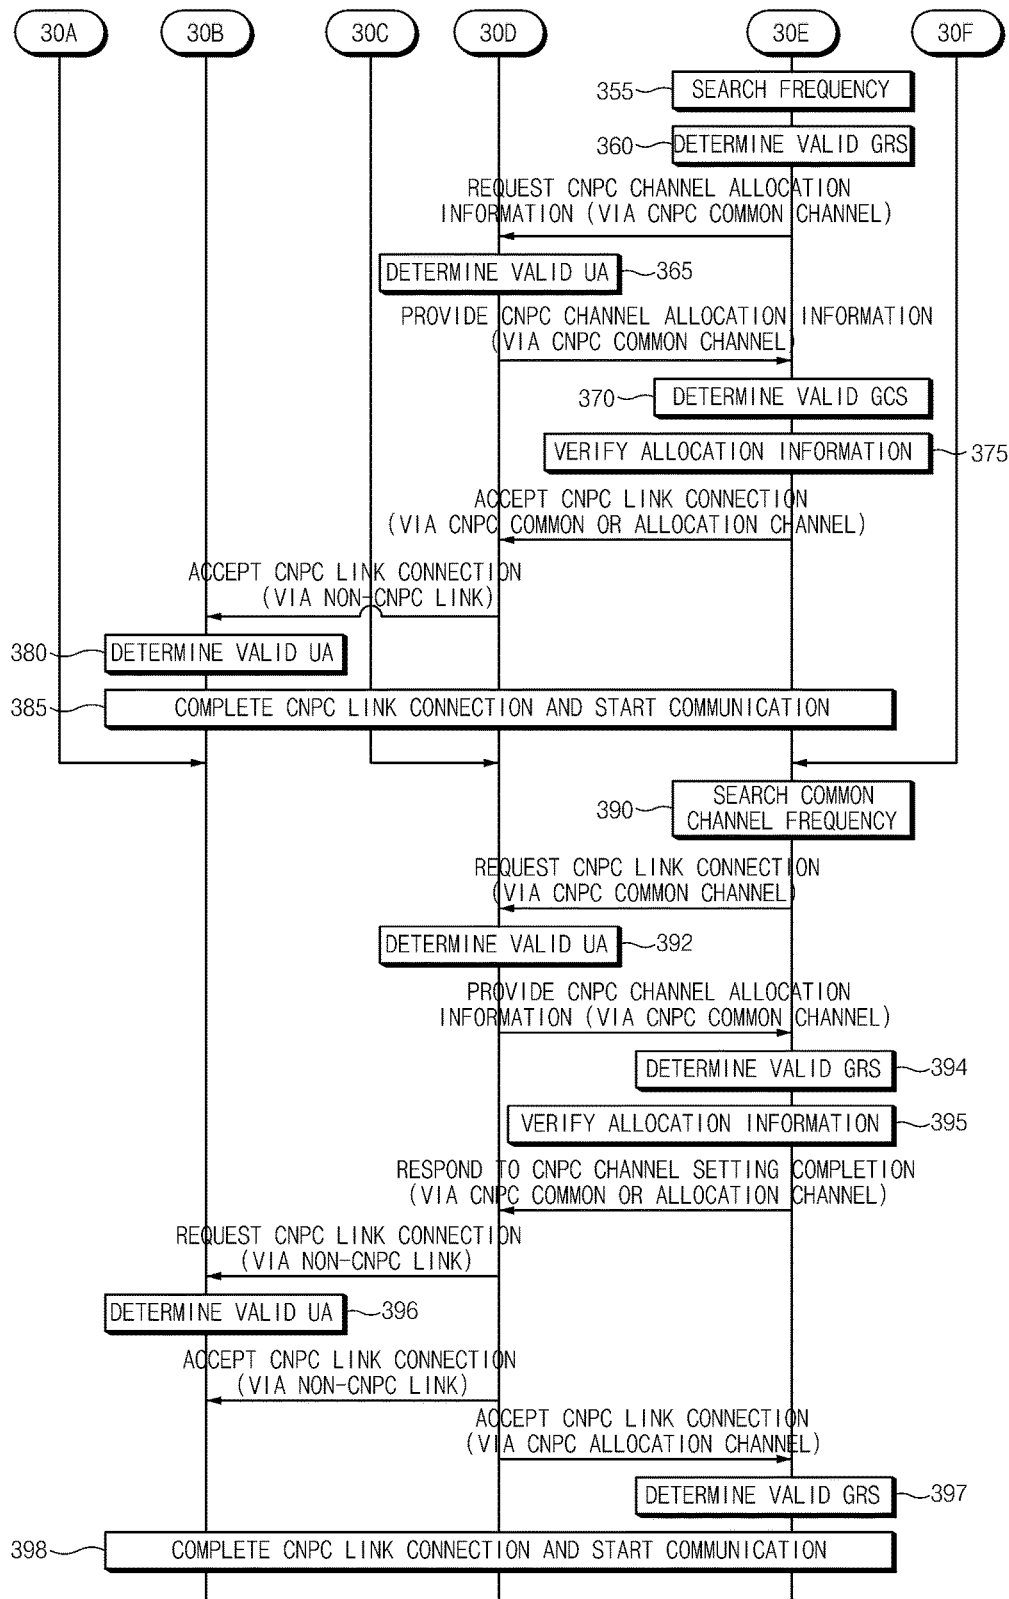 30A 30B 30C 30D 30E 30F
355 SEARCH FREQUENCY
360 DETERMINE VALID GRS
REQUEST CNPC CHANNEL ALLOCATION
INFORMATION (VIA CNPC COMMON CHANNEL)
DETERMINE VALID UA 365
PROVIDE CNPC CHANNEL ALLOCATION INFORMATION
(VIA CNPC COMMON CHANNEL)
370 DETERMINE VALID GCS
VERIFY ALLOCATION INFORMATION 375
ACCEPT CNPC LINK CONNECTION
(VIA CNPC COMMON OR ALLOCATION CHANNEL)
ACCEPT CNPC LINK CONNECTION
(VIA NON-CNPC LINK)
380 DETERMINE VALID UA
385 COMPLETE CNPC LINK CONNECTION AND START COMMUNICATION
390 SEARCH COMMON
CHANNEL FREQUENCY
REQUEST CNPC LINK CONNECTION
(VIA CNPC COMMON CHANNEL)
DETERMINE VALID UA 392
PROVIDE CNPC CHANNEL ALLOCATION
INFORMATION (VIA CNPC COMMON CHANNEL)
DETERMINE VALID GRS 394
VERIFY ALLOCATION INFORMATION 395
RESPOND TO CNPC CHANNEL SETTING COMPLETION
(VIA CNPC COMMON OR ALLOCATION CHANNEL)
REQUEST CNPC LINK CONNECTION
(VIA NON-CNPC LINK)
DETERMINE VALID UA 396
ACCEPT CNPC LINK CONNECTION
(VIA NON-CNPC LINK)
ACCEPT CNPC LINK CONNECTION
(VIA CNPC ALLOCATION CHANNEL)
DETERMINE VALID GRS 397
398 COMPLETE CNPC LINK CONNECTION AND START COMMUNICATION